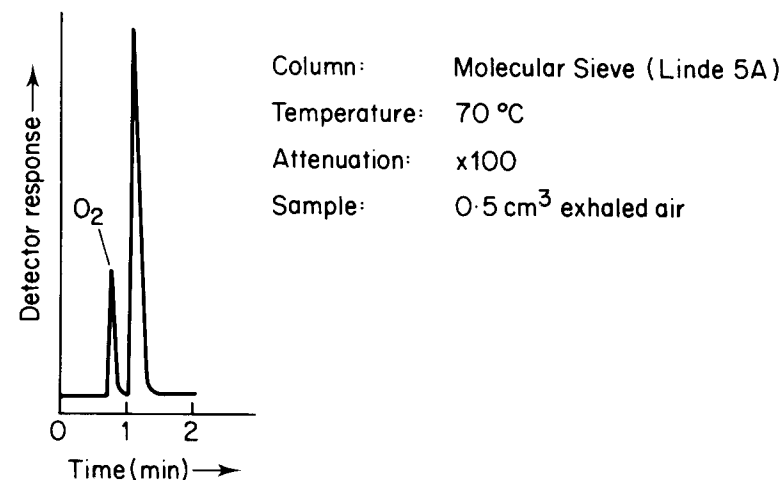 Detector response
O₂
0 1 2
Time (min)
Column: Molecular Sieve (Linde 5A)
Temperature: 70 °C
Attenuation: x100
Sample: 0·5 cm³ exhaled air